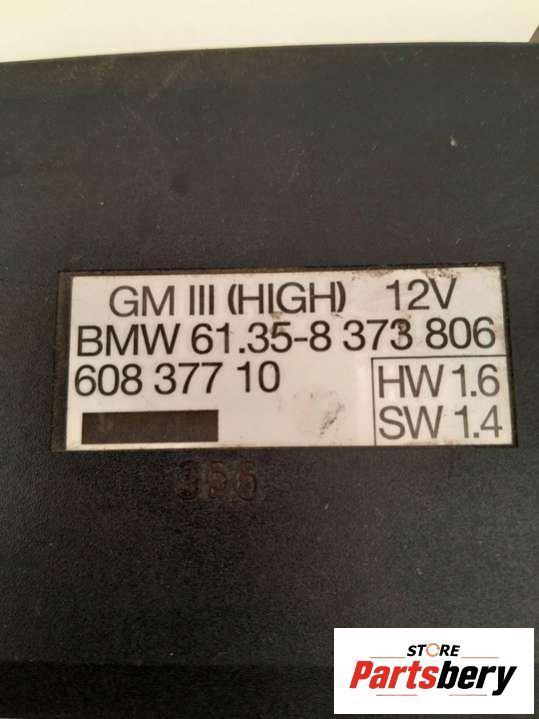 GM III (HIGH) 12V
BMW 61.35-8 373 806
608 377 10
HW 1.6
SW 1.4
356
STORE
Partsbery